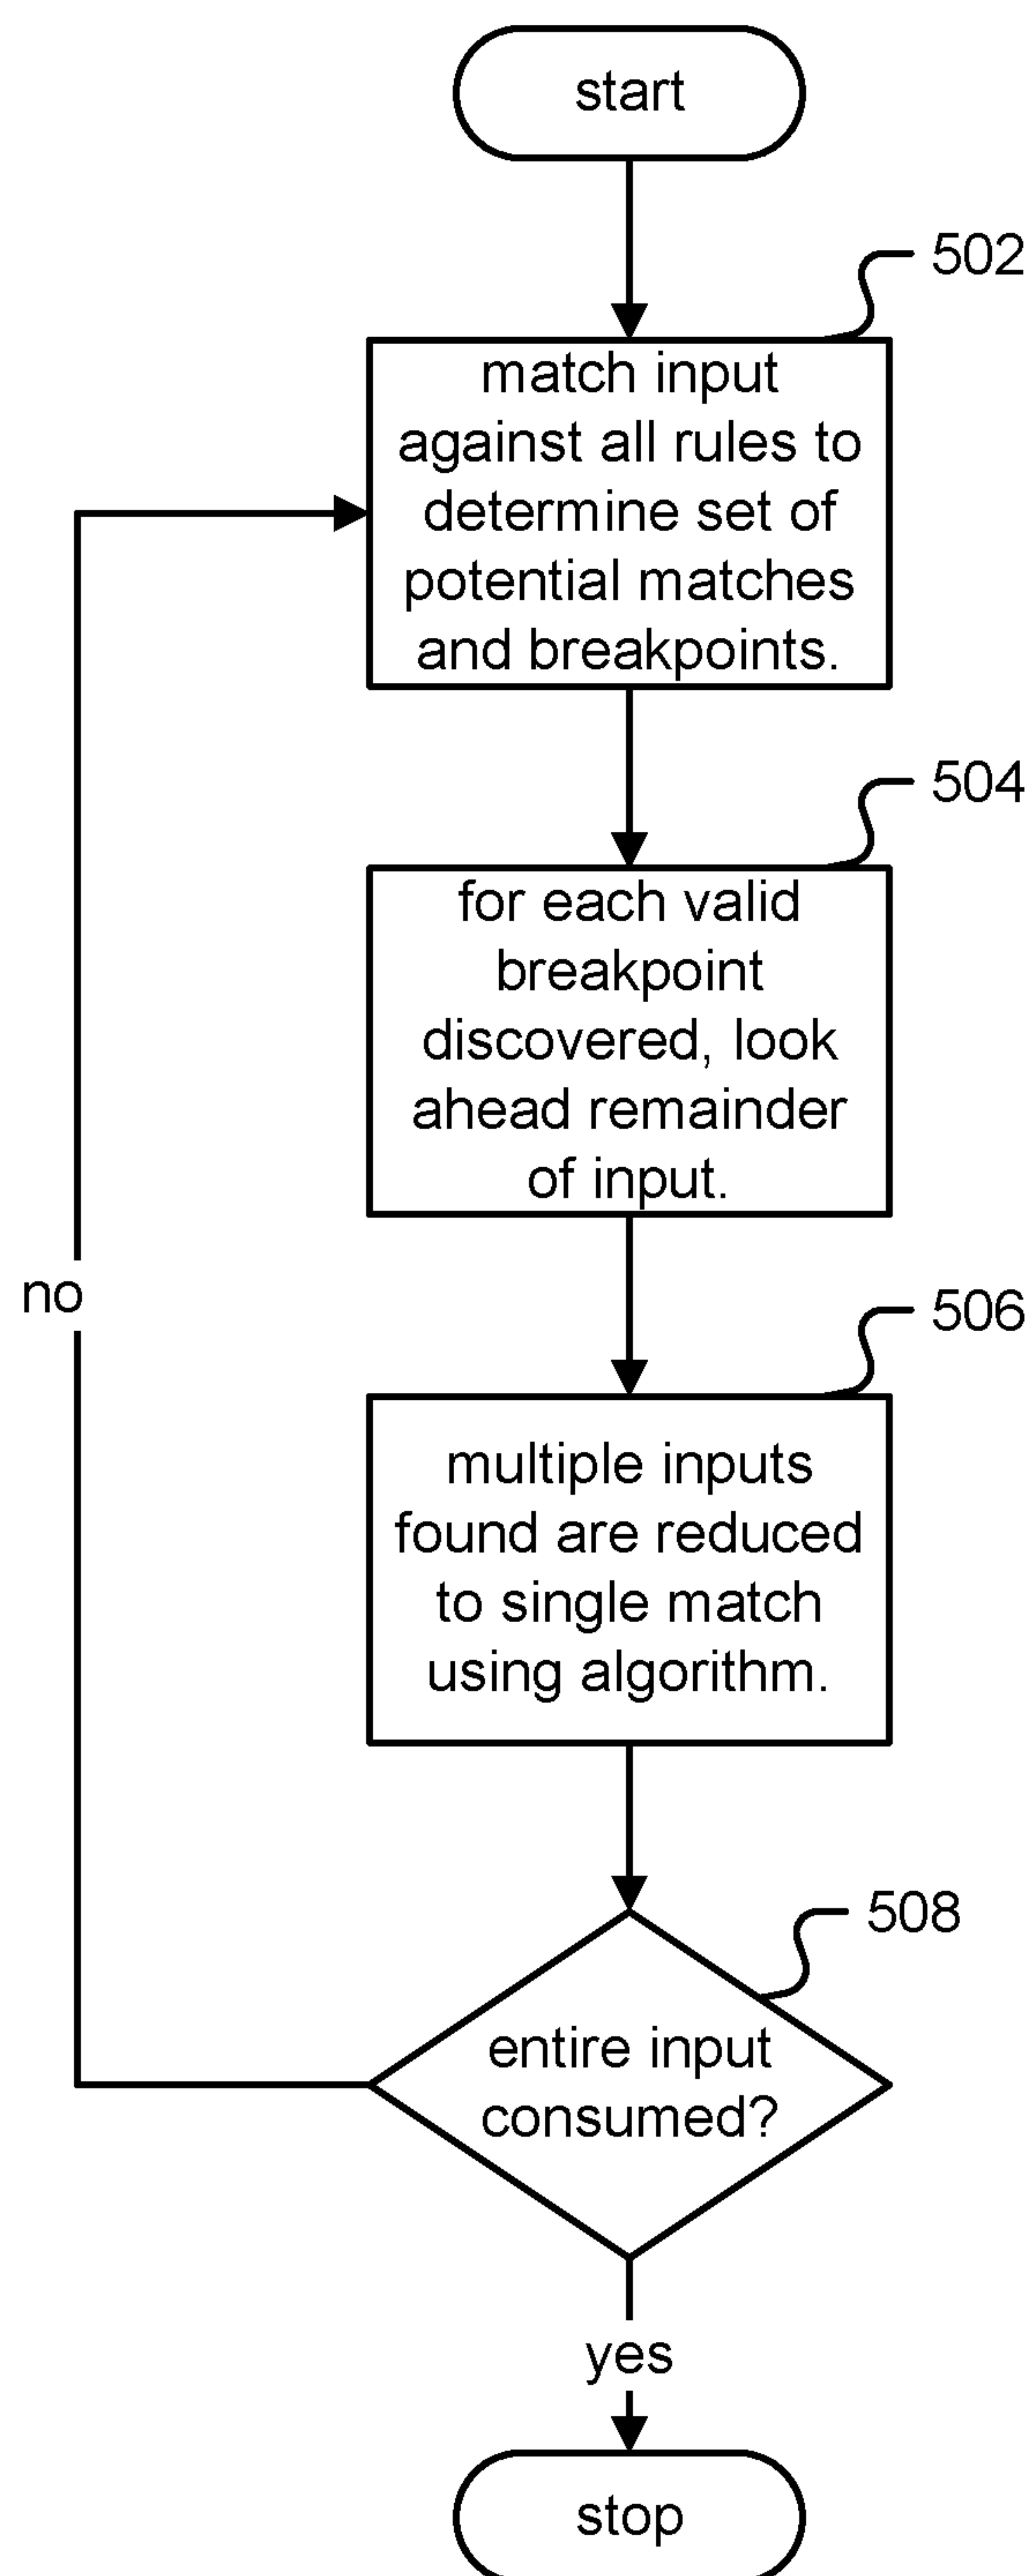 start
502
match input
against all rules to
determine set of
potential matches
and breakpoints.
504
for each valid
breakpoint
discovered, look
ahead remainder
of input.
no
506
multiple inputs
found are reduced
to single match
using algorithm.
508
entire input
consumed?
yes
stop